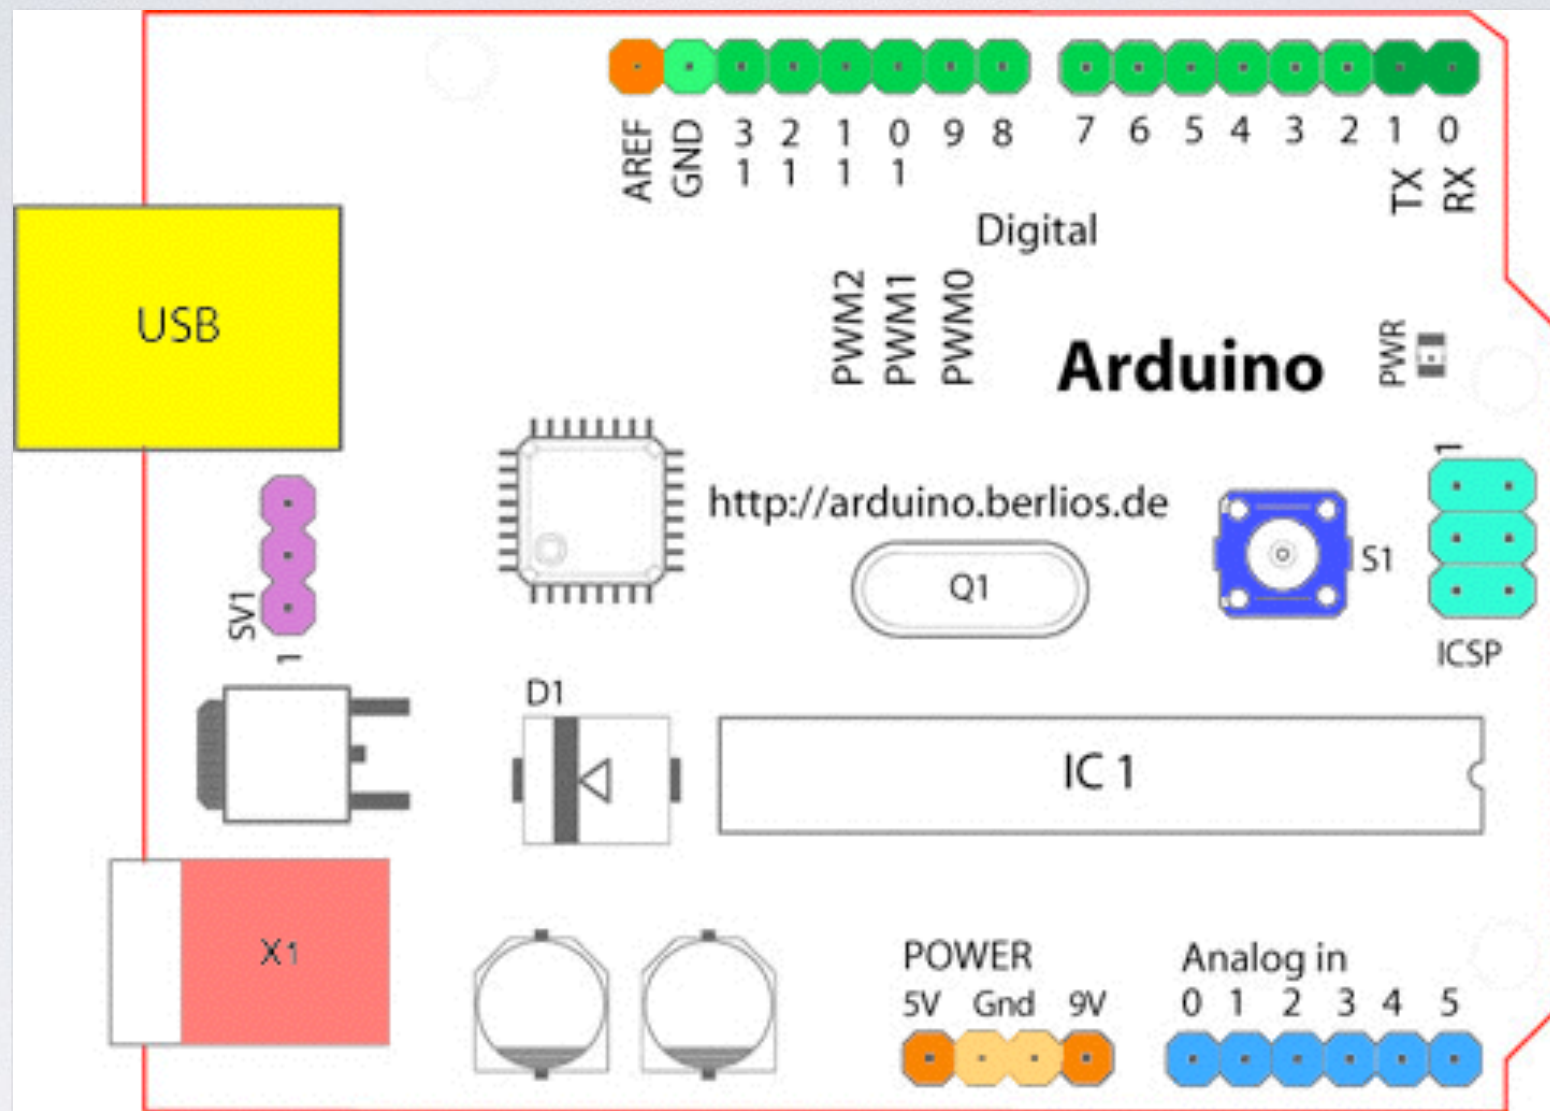 AREF
GND
3 2 1 0 9 8 7 6 5 4 3 2 1 0
1 1 1 1
TX
RX
Digital
USB
PWM2
PWM1
PWM0
Arduino
PWR
1
http://arduino.berlios.de
Q1
S1
SV1
1
ICSP
D1
IC 1
X1
POWER
5V Gnd 9V
Analog in
0 1 2 3 4 5